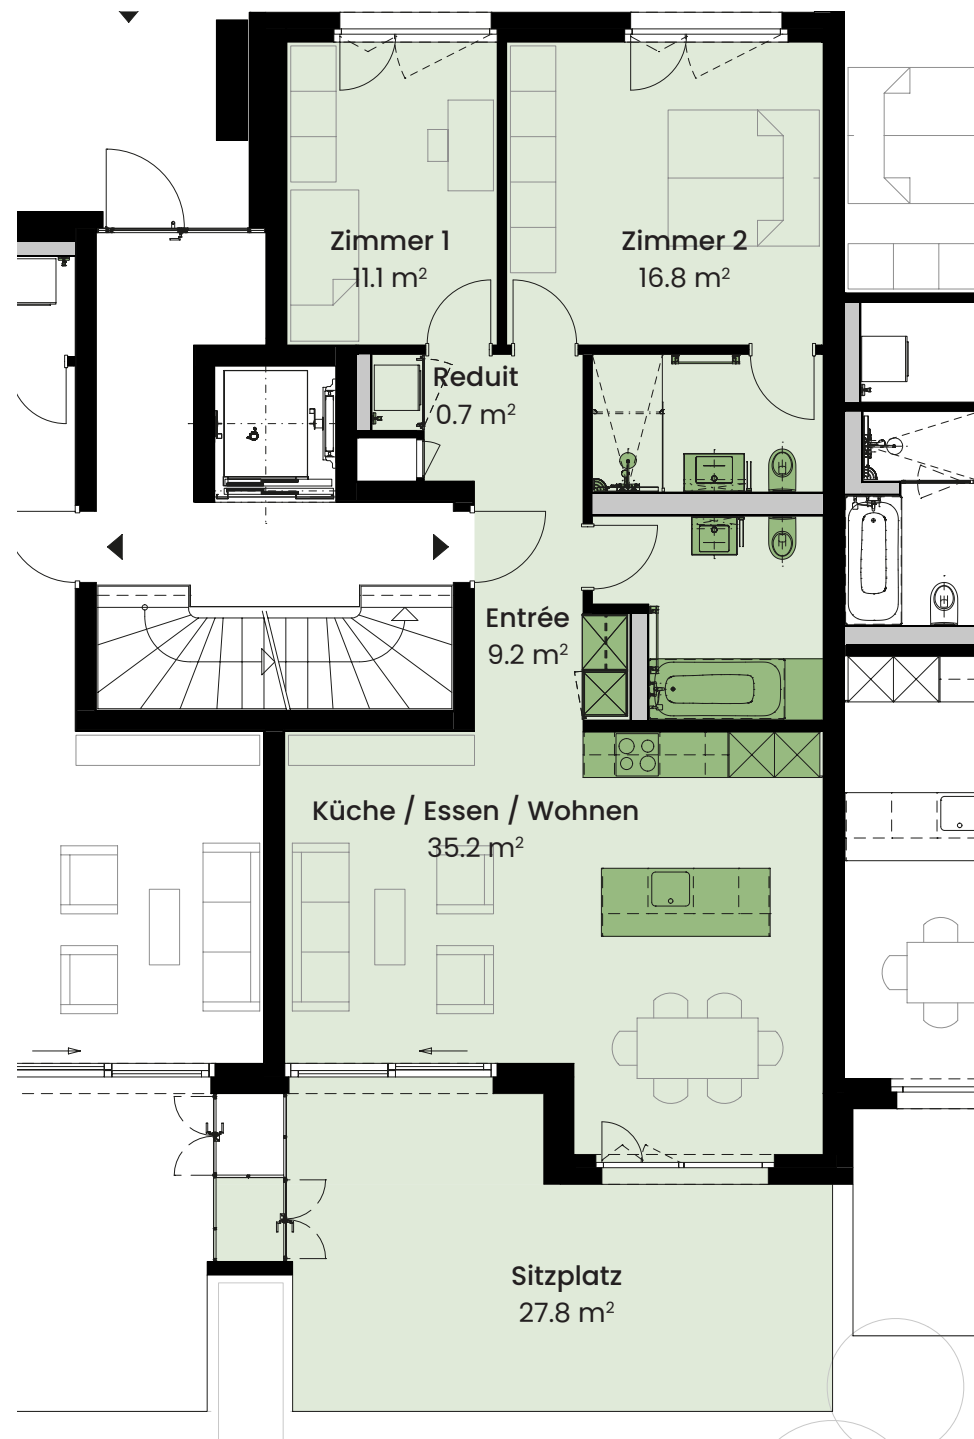 Zimmer 1
11.1 m²
Zimmer 2
16.8 m²
Reduit
0.7 m²
Entrée
9.2 m²
Küche / Essen / Wohnen
35.2 m²
Sitzplatz
27.8 m²